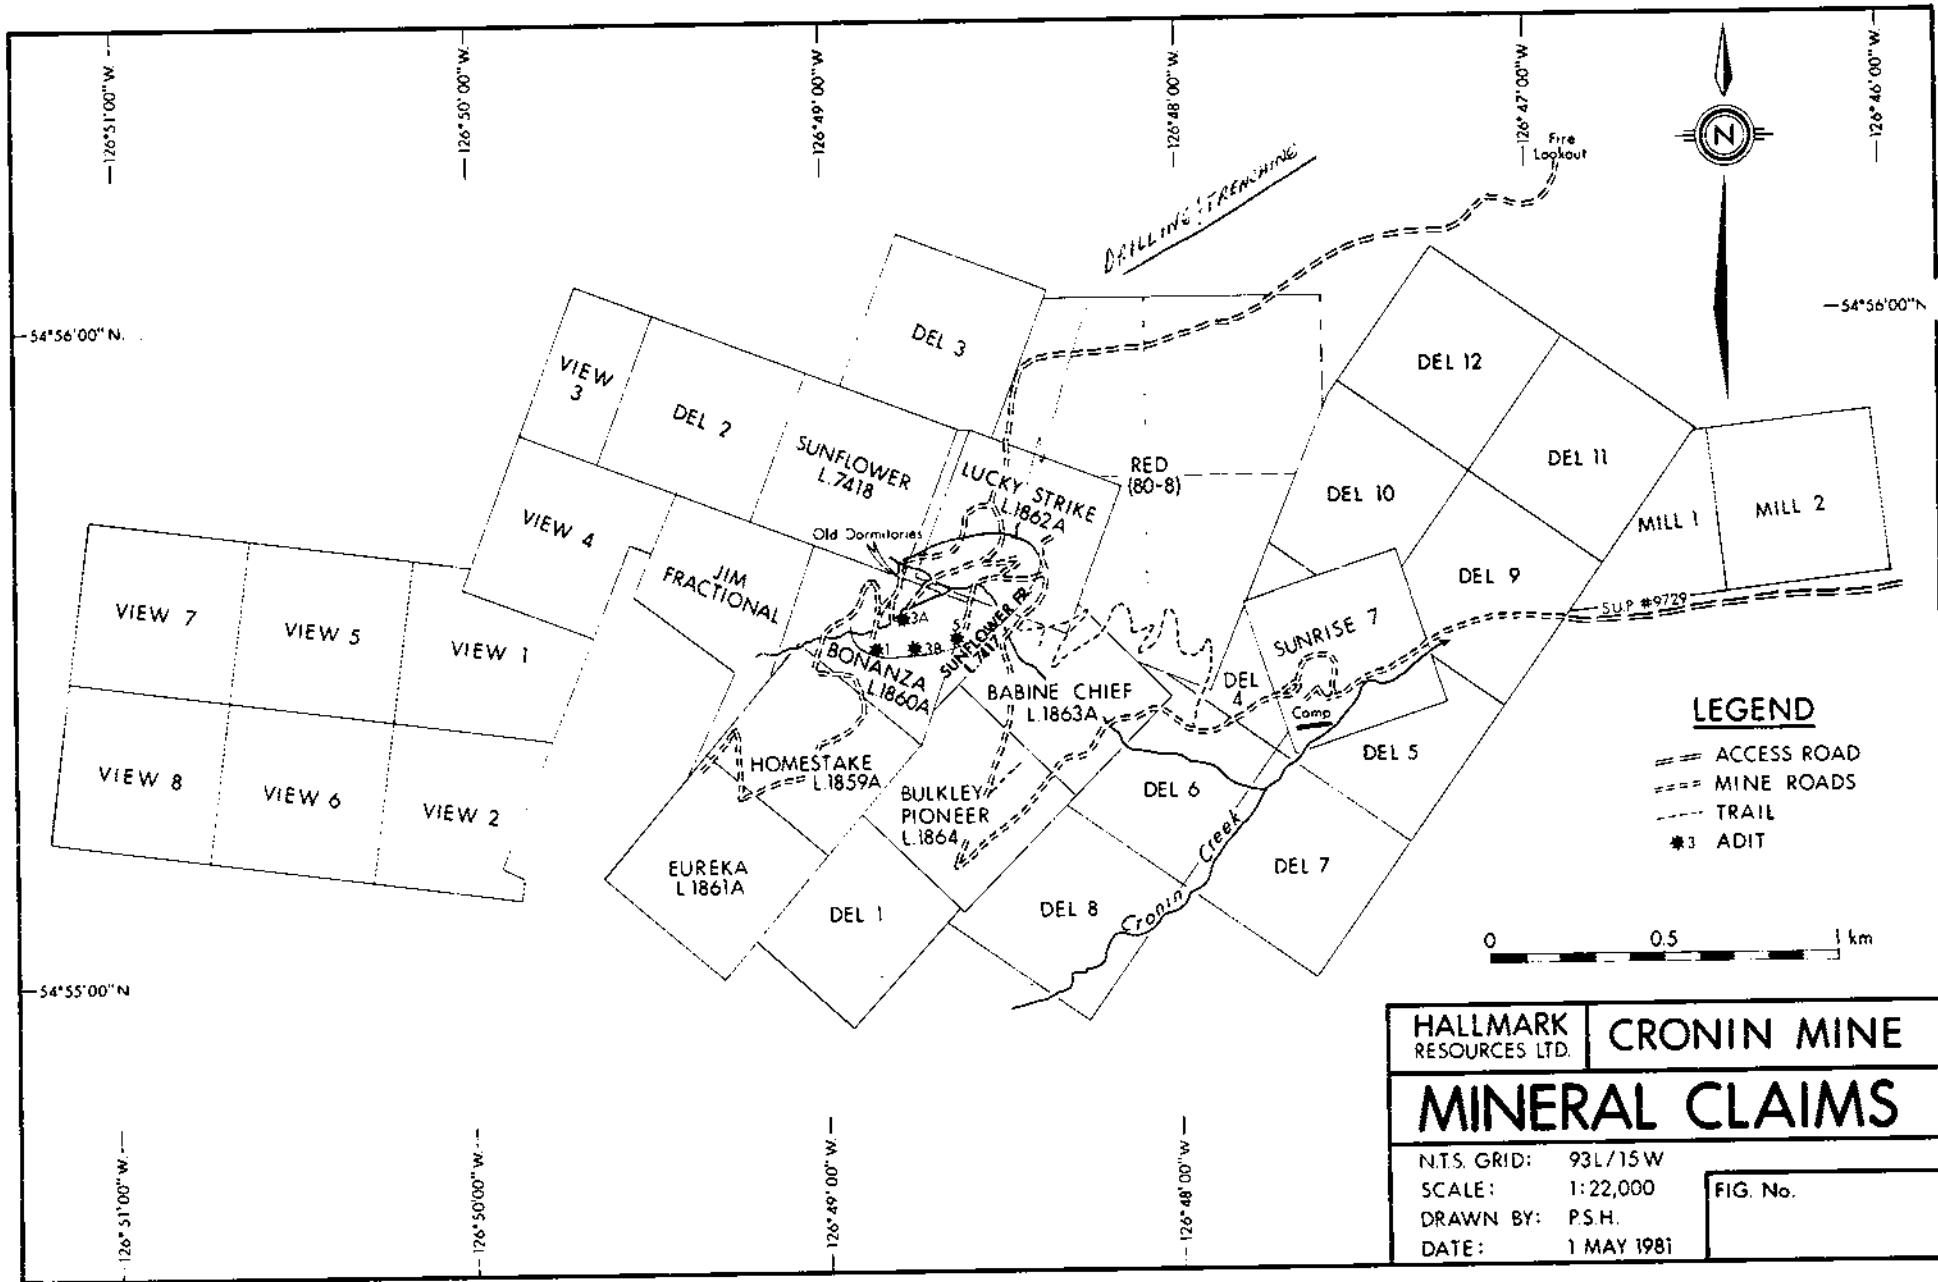 126°51'00"W.
126°50'00"W.
126°49'00"W.
126°48'00"W.
126°47'00"W
126°46'00"W.
N
Fire
Lookout
DRILLING & TRENCHING
54°56'00"N.
54°56'00"N
DEL 3
DEL 12
VIEW
3
DEL 2
SUNFLOWER
L.7418
LUCKY STRIKE
L.1862A
RED
(80-8)
DEL 11
DEL 10
MILL 1
MILL 2
VIEW 4
Old Dormitories
JIM
FRACTIONAL
DEL 9
S.U.P #9729
VIEW 7
VIEW 5
VIEW 1
3A
5
1
3B
SUNFLOWER FR.
L.7417
SUNRISE 7
BONANZA
L.1860A
BABINE CHIEF
L.1863A
DEL
4
Camp
LEGEND
ACCESS ROAD
MINE ROADS
TRAIL
3 ADIT
VIEW 8
VIEW 6
VIEW 2
HOMESTAKE
L.1859A
BULKLEY
PIONEER
L.1864
DEL 6
DEL 5
EUREKA
L 1861A
DEL 1
DEL 8
DEL 7
Cronin Creek
0 0.5 1 km
54°55'00"N
HALLMARK
RESOURCES LTD.
CRONIN MINE
MINERAL CLAIMS
N.T.S. GRID: 93L/15W
SCALE: 1:22,000
DRAWN BY: P.S.H.
DATE: 1 MAY 1981
FIG. No.
126°51'00"W.
126°50'00"W.
126°49'00"W.
126°48'00"W